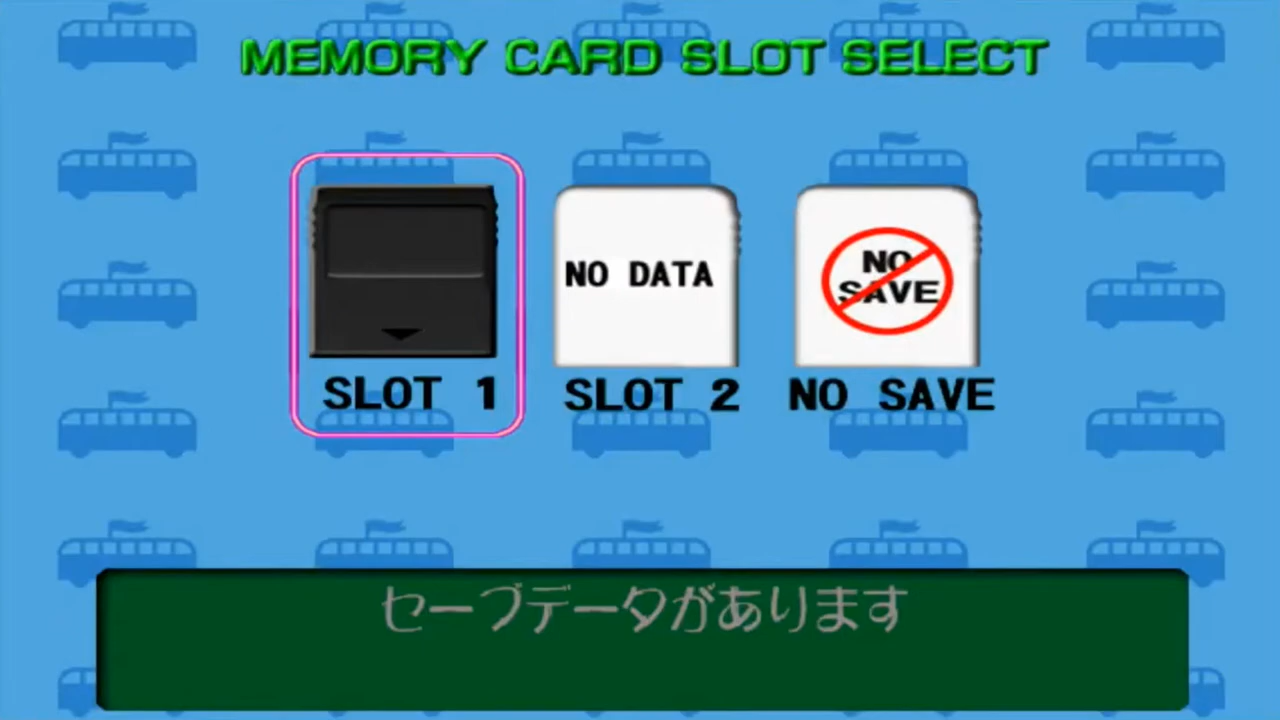 MEMORY CARD SLOT SELECT
NO DATA
NO
SAVE
SLOT 1
SLOT 2
NO SAVE
セーブデータがあります